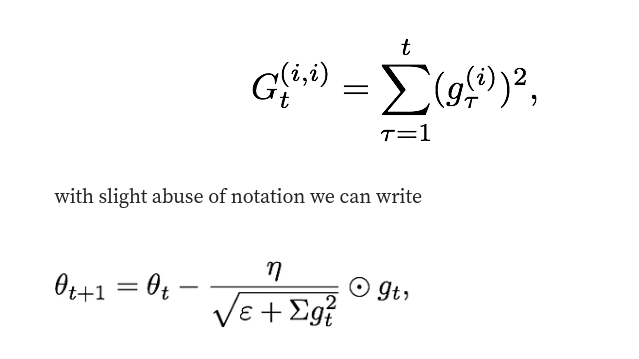 G_t^{(i,i)} = \sum_{\tau=1}^{t} (g_\tau^{(i)})^2,
with slight abuse of notation we can write
\theta_{t+1} = \theta_t - \frac{\eta}{\sqrt{\varepsilon + \Sigma g_t^2}} \odot g_t,